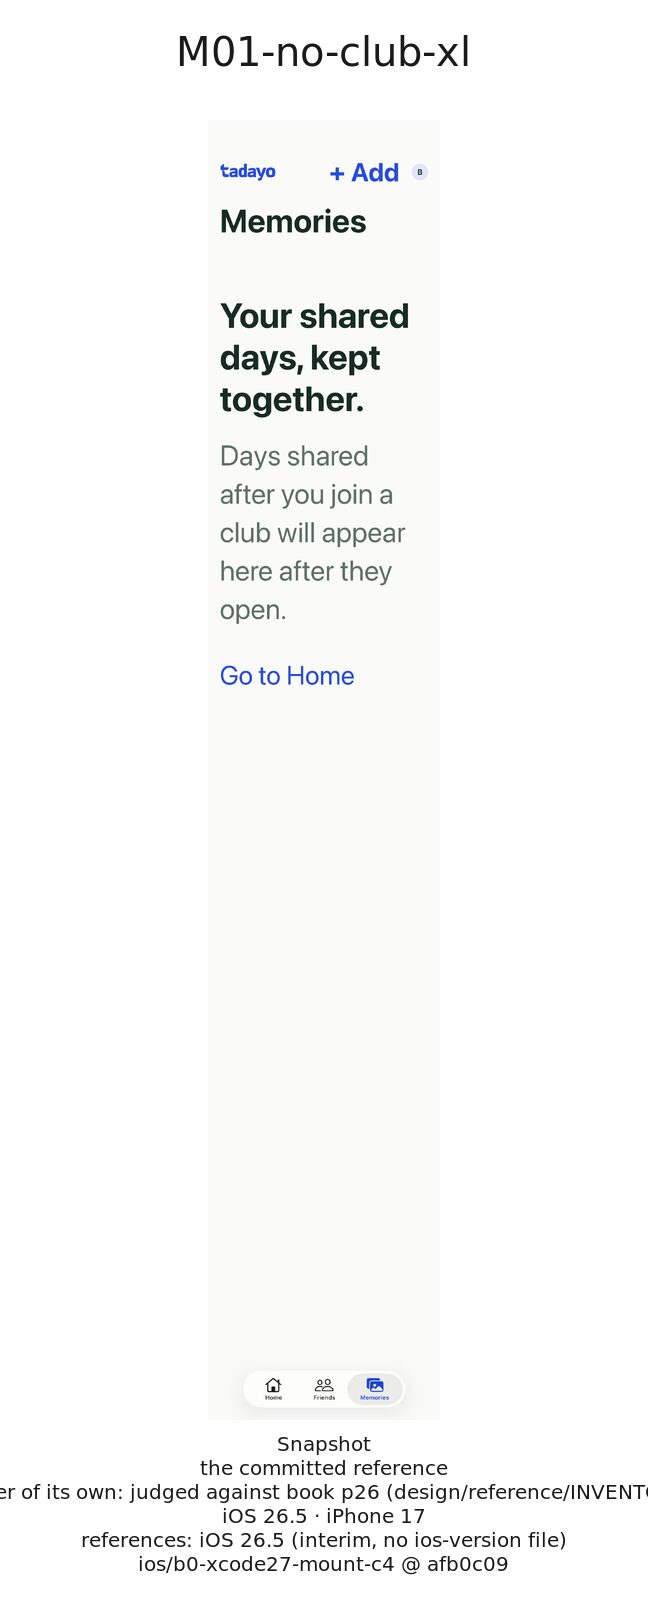 M01-no-club-xl
tadayo
+ Add
B
Memories
Your shared
days, kept
together.
Days shared
after you join a
club will appear
here after they
open.
Go to Home
Home
Friends
Memories
Snapshot
the committed reference
of its own: judged against book p26 (design/reference/
iOS 26.5 · iPhone 17
references: iOS 26.5 (interim, no ios-version file)
ios/b0-xcode27-mount-c4 @ afb0c09